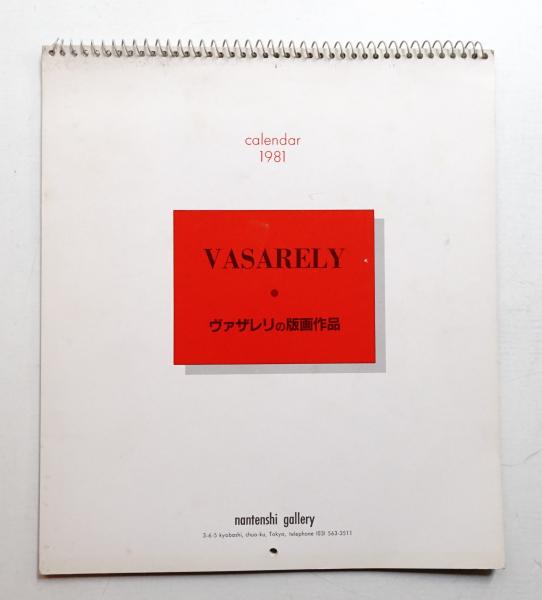 calendar
1981
VASARELY
ヴァザレリの版画作品
nantenshi gallery
3-6-5 kyobashi, chuo-ku, Tokyo, telephone (03) 563-3511